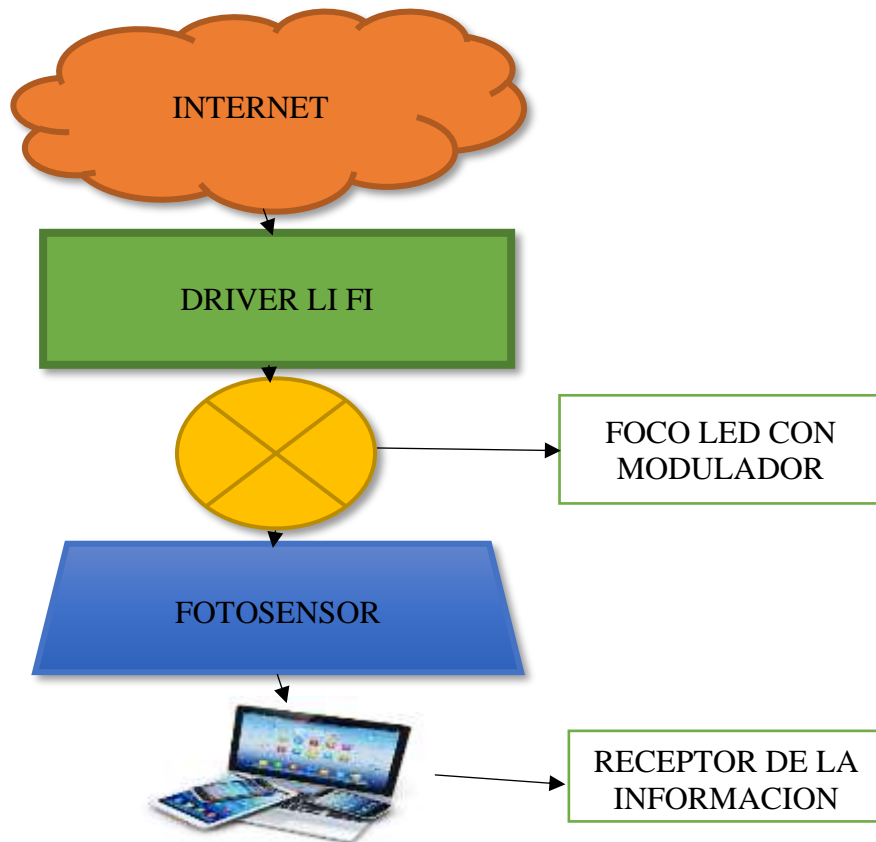 INTERNET
DRIVER LI FI
FOCO LED CON
MODULADOR
FOTOSENSOR
RECEPTOR DE LA
INFORMACION